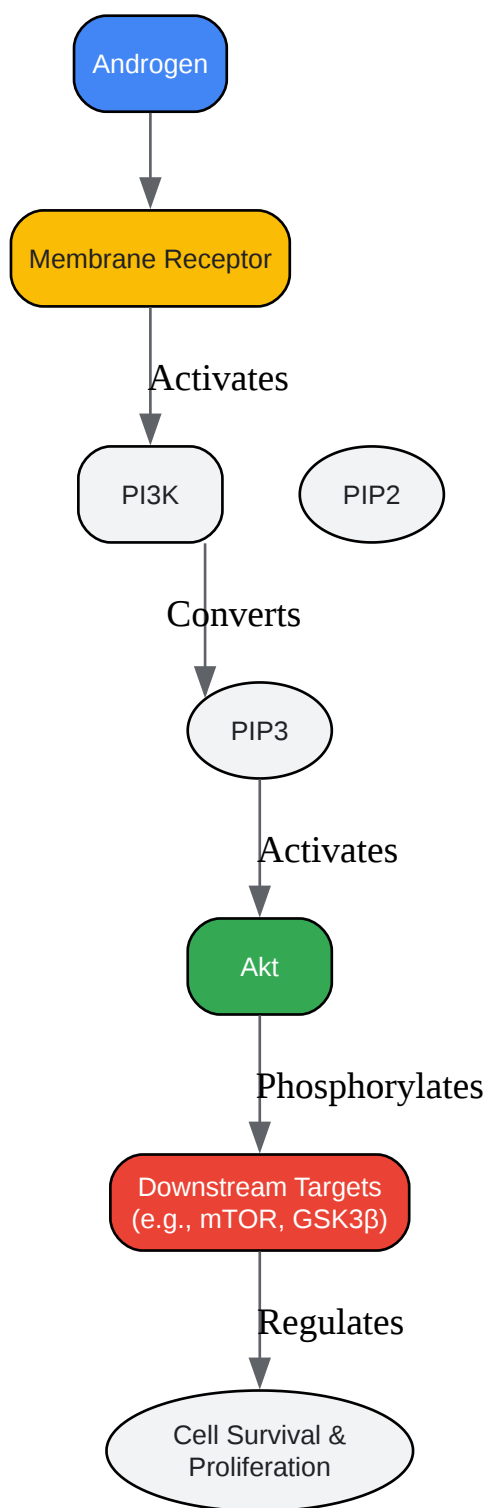 Androgen
Membrane Receptor
Activates
PI3K
PIP2
Converts
PIP3
Activates
Akt
Phosphorylates
Downstream Targets
(e.g., mTOR, GSK3β)
Regulates
Cell Survival &
Proliferation